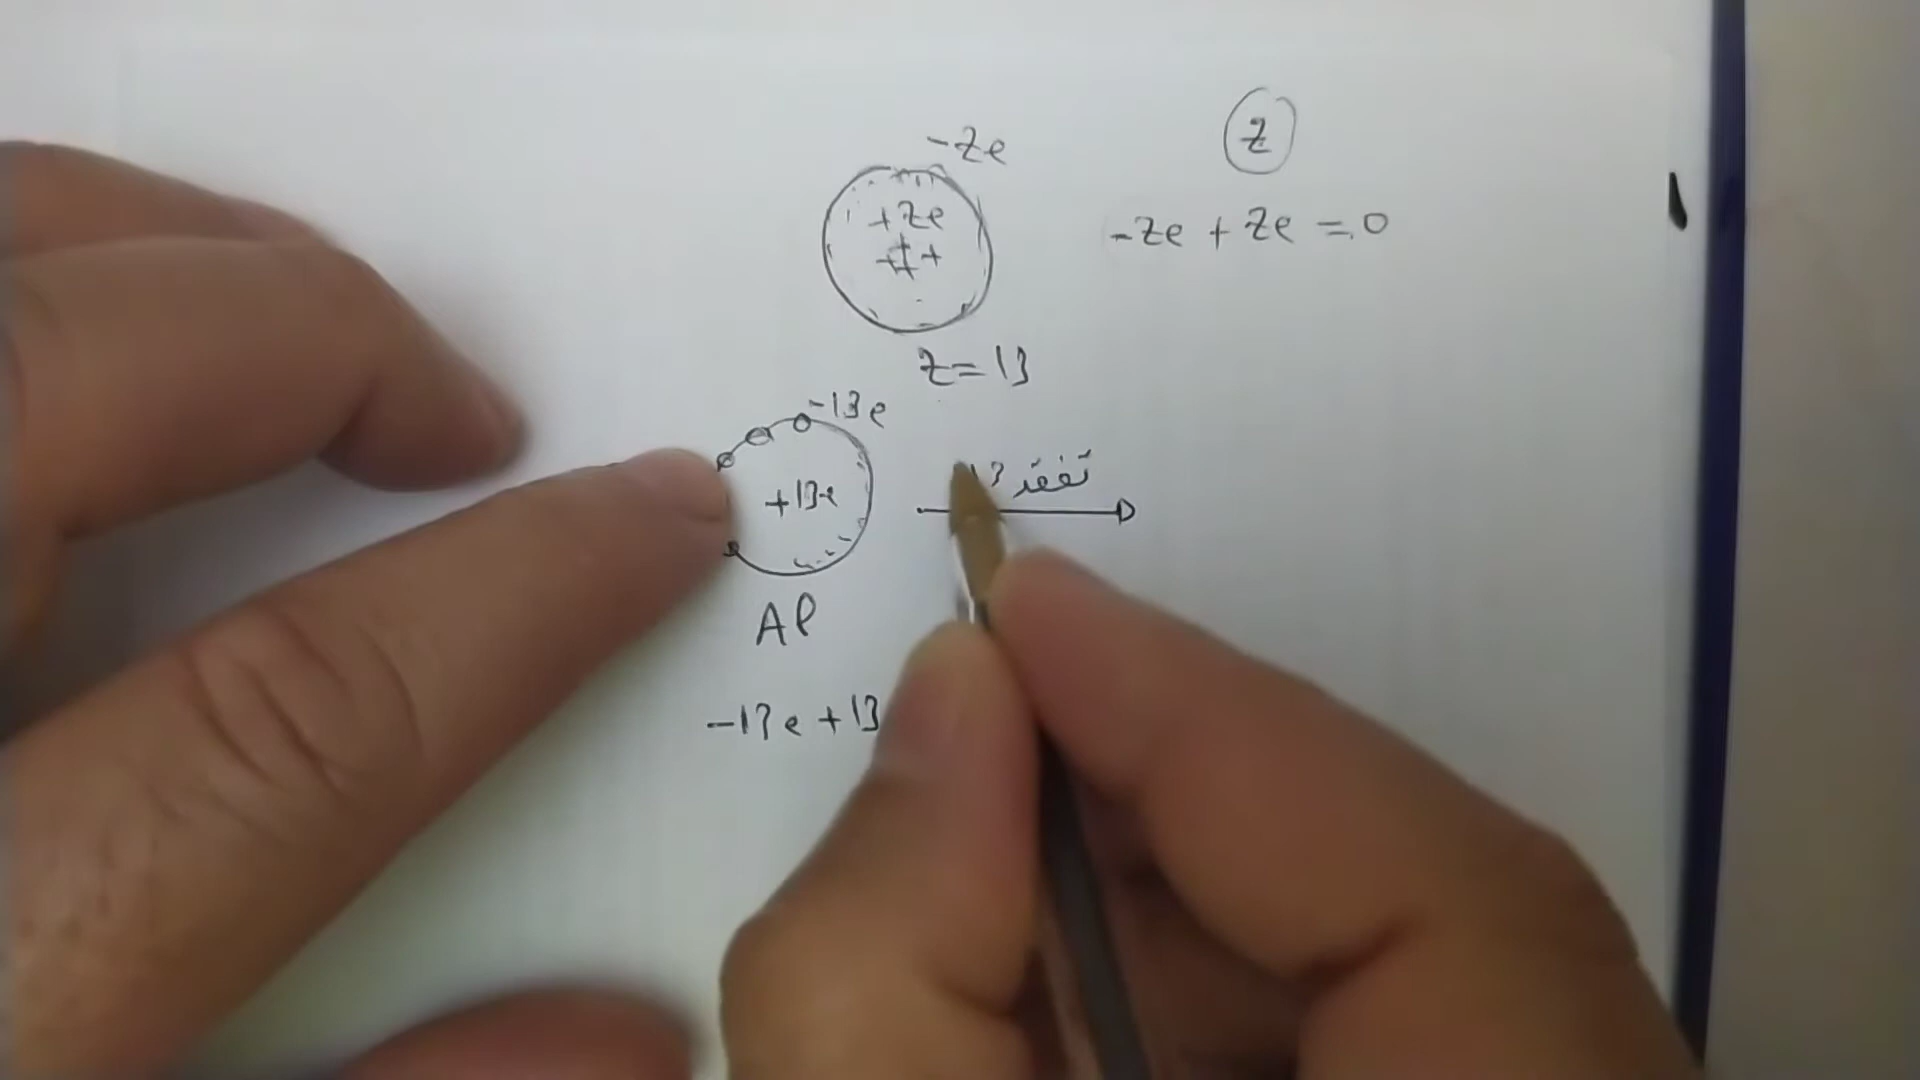 -Ze
Z
+Ze
-Ze + Ze = 0
Z = 13
-13e
+13e
تفقد
Al
-13e + 13